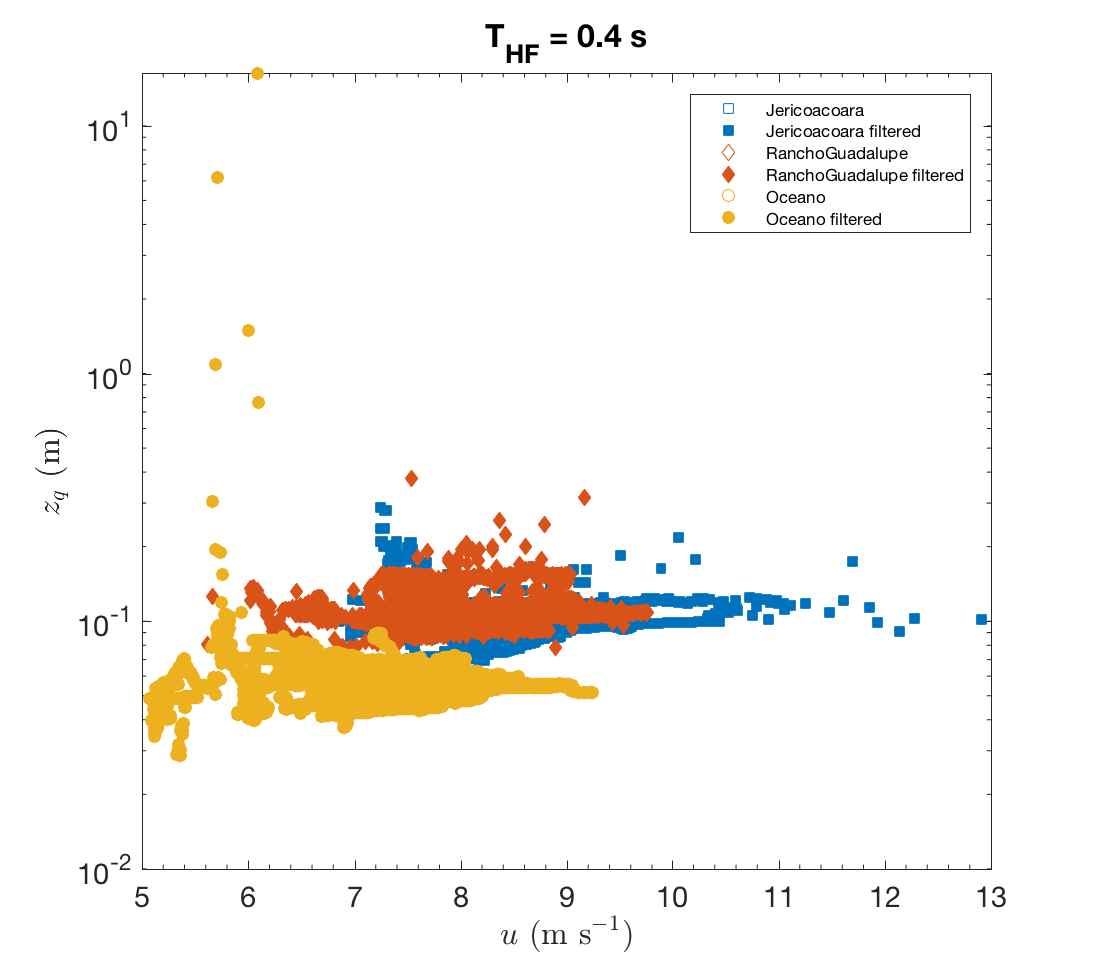 T_HF = 0.4 s
Jericoacoara
Jericoacoara filtered
RanchoGuadalupe
RanchoGuadalupe filtered
Oceano
Oceano filtered
10^1
10^0
10^-1
10^-2
z_q (m)
5 6 7 8 9 10 11 12 13
u (m s^−1)